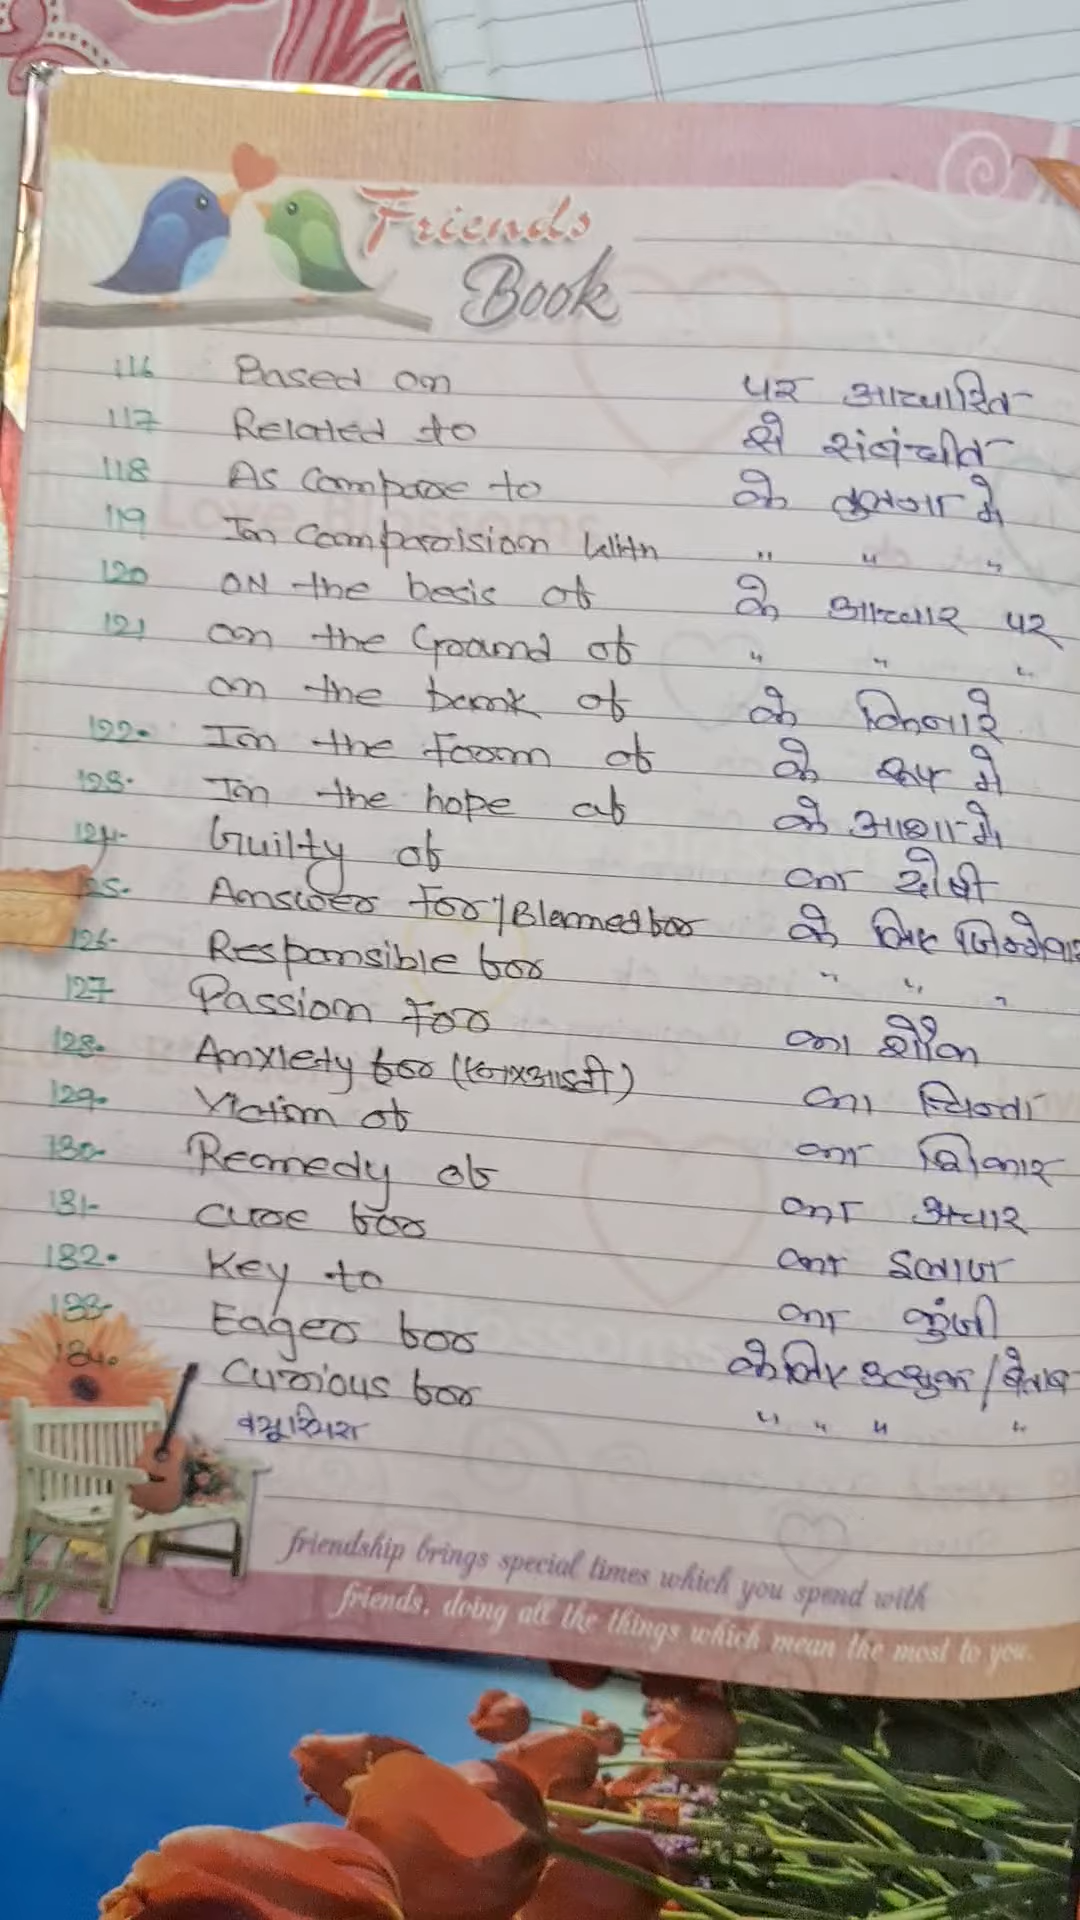 Friends
Book
116 Based on पर आधारित
117 Related to से संबंधीत
118 As Compare to के तुलना में
119 In Comparision With " " "
120 ON the besis of के आधार पर
121 on the Ground of " " "
on the bank of के किनारे
122. In the Form of के रूप में
123. In the hope of के आशा में
124. Guilty of का दोषी
25. Answer For/Blamed for के लिए जिम्मेवार
126. Responsible for " " "
127 Passion For का शौक
128. Anxiety for का चिन्ता
129. Victim of का शिकार
130. Reamedy of का उपचार
131. Cure for का इलाज
132. Key to का कुंजी
133. Eager for के लिए उत्सुक/बेताब
134. Curious for " " " "
क्यूरियस
friendship brings special times which you spend with
friends, doing all the things which mean the most to you.